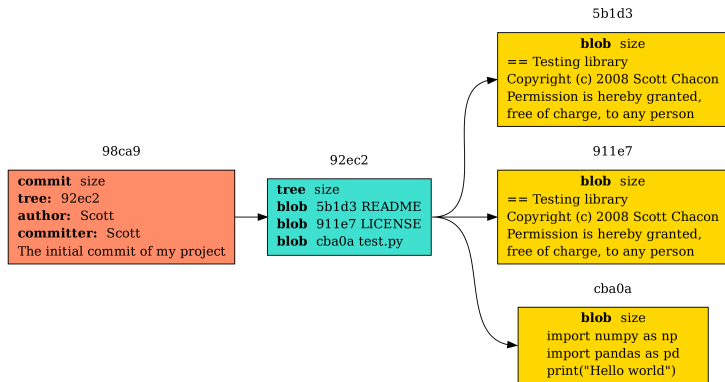 98ca9
commit size
tree: 92ec2
author: Scott
committer: Scott
The initial commit of my project
92ec2
tree size
blob 5b1d3 README
blob 911e7 LICENSE
blob cba0a test.py
5b1d3
blob size
== Testing library
Copyright (c) 2008 Scott Chacon
Permission is hereby granted,
free of charge, to any person
911e7
blob size
== Testing library
Copyright (c) 2008 Scott Chacon
Permission is hereby granted,
free of charge, to any person
cba0a
blob size
import numpy as np
import pandas as pd
print("Hello world")